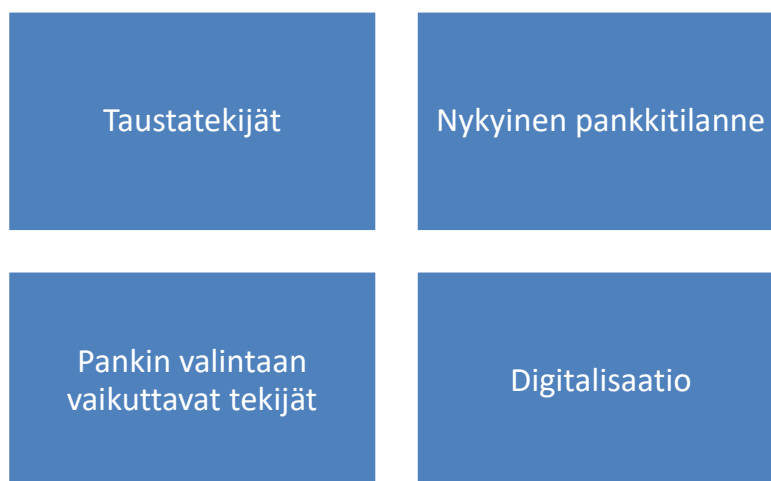 Taustatekijät
Nykyinen pankkitilanne
Pankin valintaan
vaikuttavat tekijät
Digitalisaatio